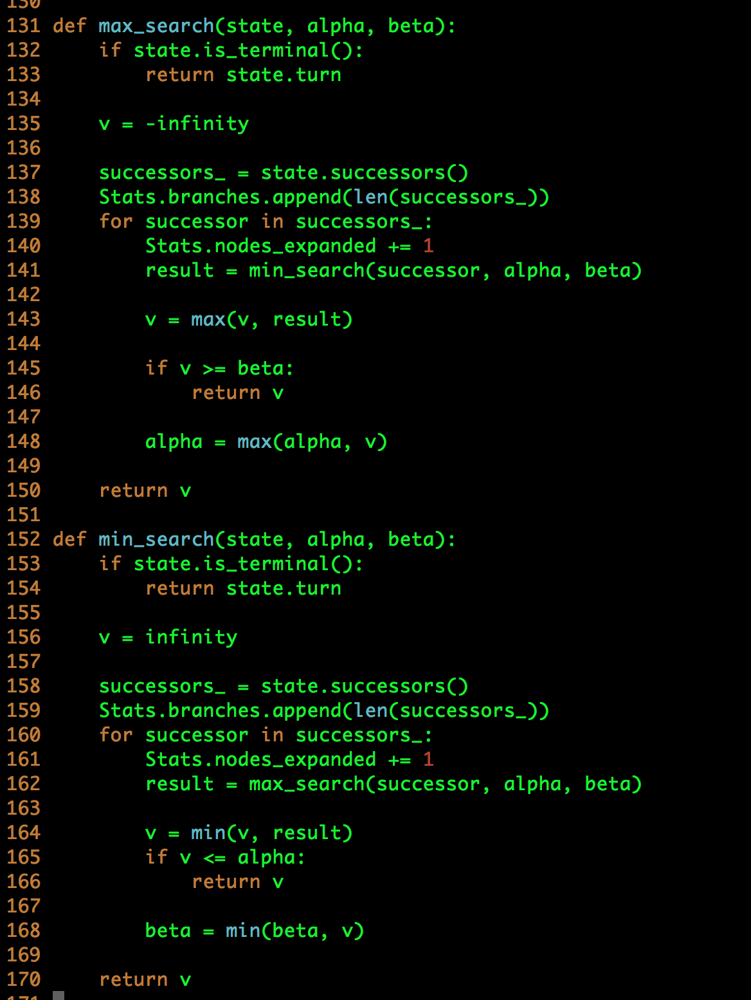 130
131 def max_search(state, alpha, beta):
132     if state.is_terminal():
133         return state.turn
134
135     v = -infinity
136
137     successors_ = state.successors()
138     Stats.branches.append(len(successors_))
139     for successor in successors_:
140         Stats.nodes_expanded += 1
141         result = min_search(successor, alpha, beta)
142
143         v = max(v, result)
144
145         if v >= beta:
146             return v
147
148         alpha = max(alpha, v)
149
150     return v
151
152 def min_search(state, alpha, beta):
153     if state.is_terminal():
154         return state.turn
155
156     v = infinity
157
158     successors_ = state.successors()
159     Stats.branches.append(len(successors_))
160     for successor in successors_:
161         Stats.nodes_expanded += 1
162         result = max_search(successor, alpha, beta)
163
164         v = min(v, result)
165         if v <= alpha:
166             return v
167
168         beta = min(beta, v)
169
170     return v
171